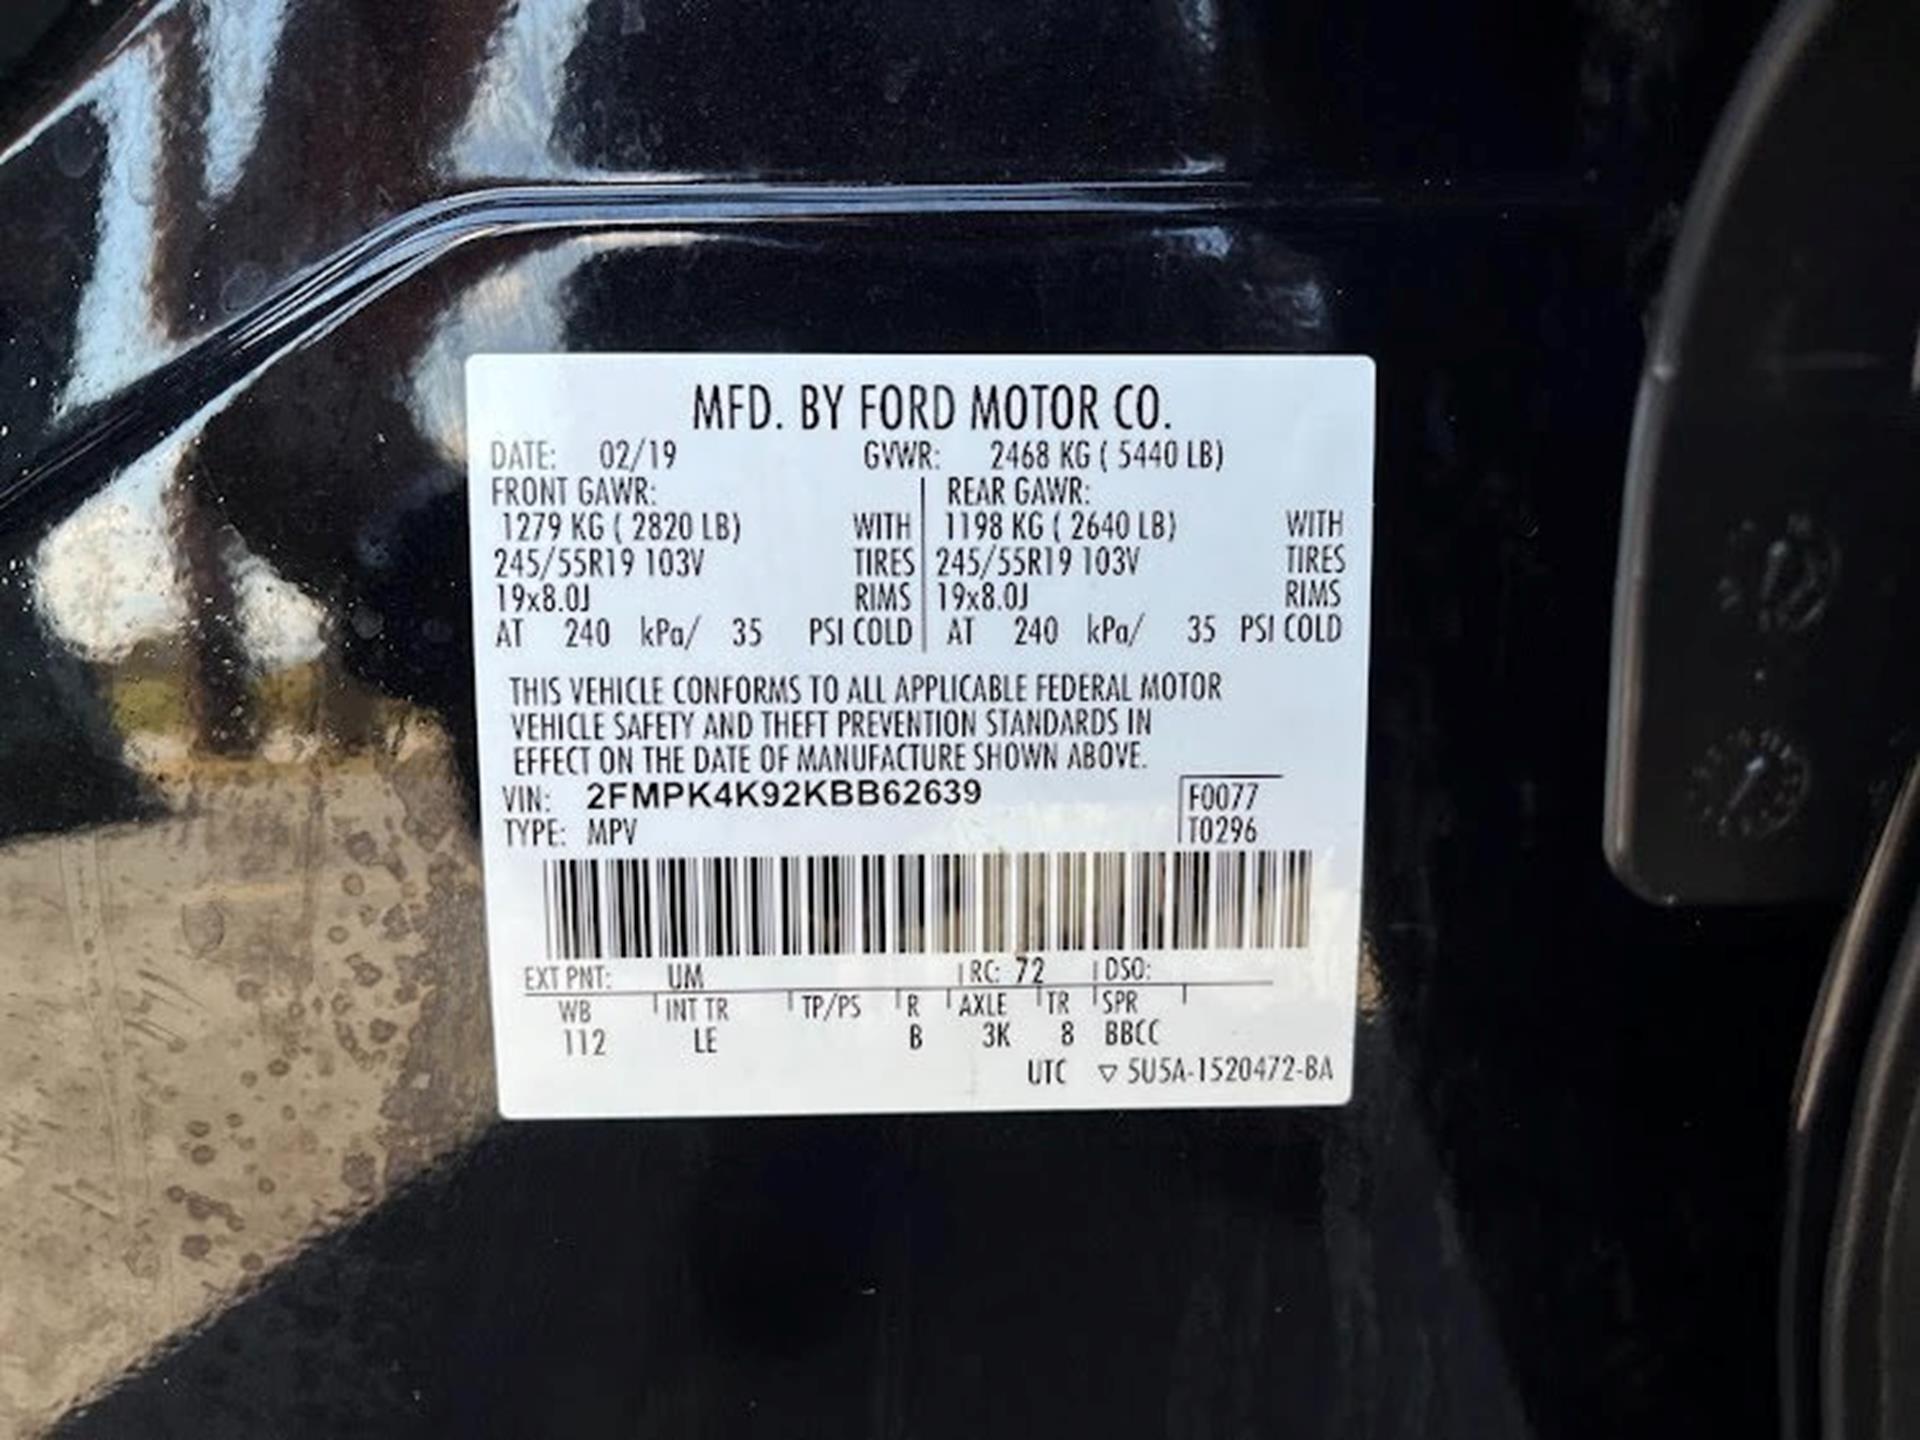 MFD. BY FORD MOTOR CO.
DATE: 02/19 GVWR: 2468 KG ( 5440 LB)
FRONT GAWR: REAR GAWR:
1279 KG ( 2820 LB) WITH 1198 KG ( 2640 LB) WITH
245/55R19 103V TIRES 245/55R19 103V TIRES
19x8.0J RIMS 19x8.0J RIMS
AT 240 kPa/ 35 PSI COLD AT 240 kPa/ 35 PSI COLD
THIS VEHICLE CONFORMS TO ALL APPLICABLE FEDERAL MOTOR
VEHICLE SAFETY AND THEFT PREVENTION STANDARDS IN
EFFECT ON THE DATE OF MANUFACTURE SHOWN ABOVE.
VIN: 2FMPK4K92KBB62639 F0077
TYPE: MPV T0296
EXT PNT: UM RC: 72 DSO:
WB INT TR TP/PS R AXLE TR SPR
112 LE B 3K 8 BBCC
UTC ▽ 5U5A-1520472-BA